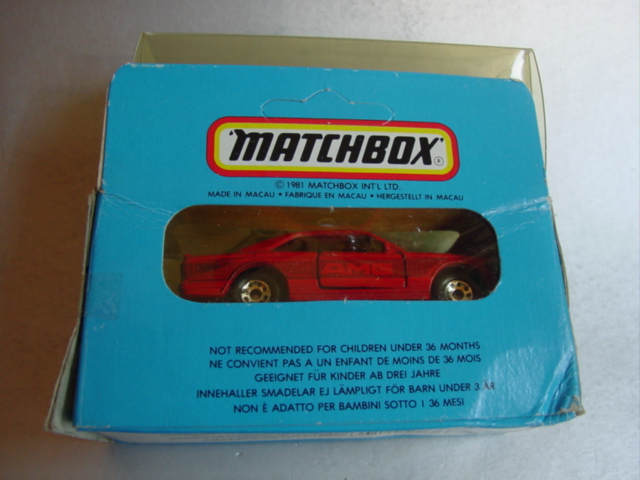 "MATCHBOX"®
© 1981 MATCHBOX INT'L LTD.
MADE IN MACAU • FABRIQUE EN MACAU • HERGESTELLT IN MACAU
AMG
NOT RECOMMENDED FOR CHILDREN UNDER 36 MONTHS
NE CONVIENT PAS A UN ENFANT DE MOINS DE 36 MOIS
GEEIGNET FÜR KINDER AB DREI JAHRE
INNEHALLER SMADELAR EJ LÄMPLIGT FÖR BARN UNDER 3 ÅR
NON È ADATTO PER BAMBINI SOTTO I 36 MESI